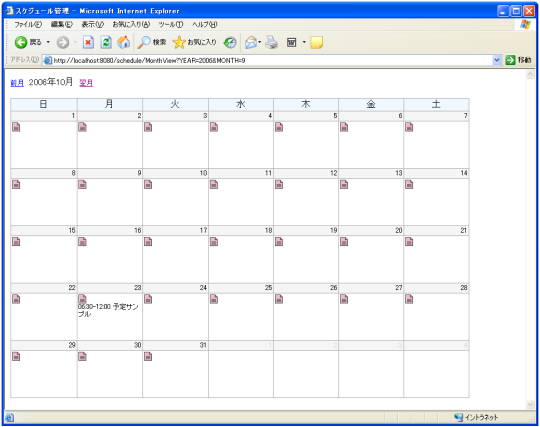 スケジュール管理 - Microsoft Internet Explorer
ファイル(F) 編集(E) 表示(V) お気に入り(A) ツール(T) ヘルプ(H)
戻る 検索 お気に入り
アドレス(D) http://localhost8080/schedule/MonthView?YEAR=2006&MONTH=9 移動
前月 2006年10月 翌月
日 月 火 水 木 金 土
1 2 3 4 5 6 7
8 9 10 11 12 13 14
15 16 17 18 19 20 21
22 23 24 25 26 27 28
06:30-12:00 予定サン
プル
29 30 31 1 2 3 4
イントラネット